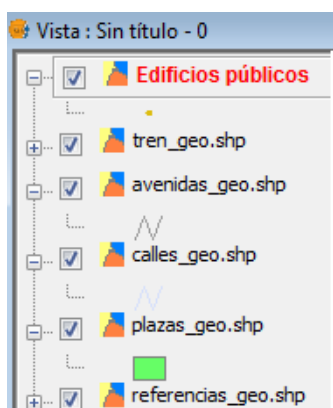 Vista : Sin título - 0
Edificios públicos
tren_geo.shp
avenidas_geo.shp
calles_geo.shp
plazas_geo.shp
referencias_geo.shp